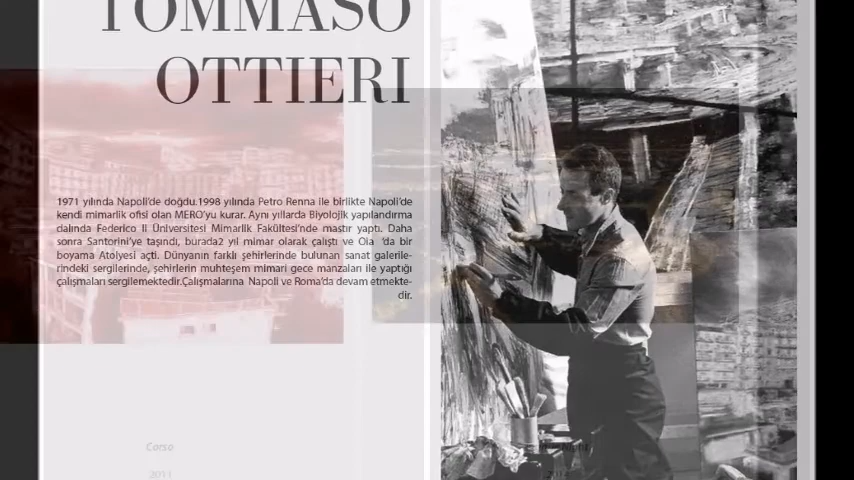 TOMMASO
OTTIERI
1971 yılında Napoli'de doğdu.1998 yılında Petro Renna ile birlikte Napoli'de
kendi mimarlık ofisi olan MERO'yu kurar. Aynı yıllarda Biyolojik yapılandırma
dalında Federico II Üniversitesi Mimarlık Fakültesi'nde mastır yaptı. Daha
sonra Santorini'ye taşındı, burada2 yıl mimar olarak çalıştı ve Oia 'da bir
boyama Atolyesi açtı. Dünyanın farklı şehirlerinde bulunan sanat galerile-
rindeki sergilerinde, şehirlerin muhteşem mimari gece manzaları ile yaptığı
çalışmaları sergilemektedir.Çalışmalarına Napoli ve Roma'da devam etmekte-
dir.
Corso
2011